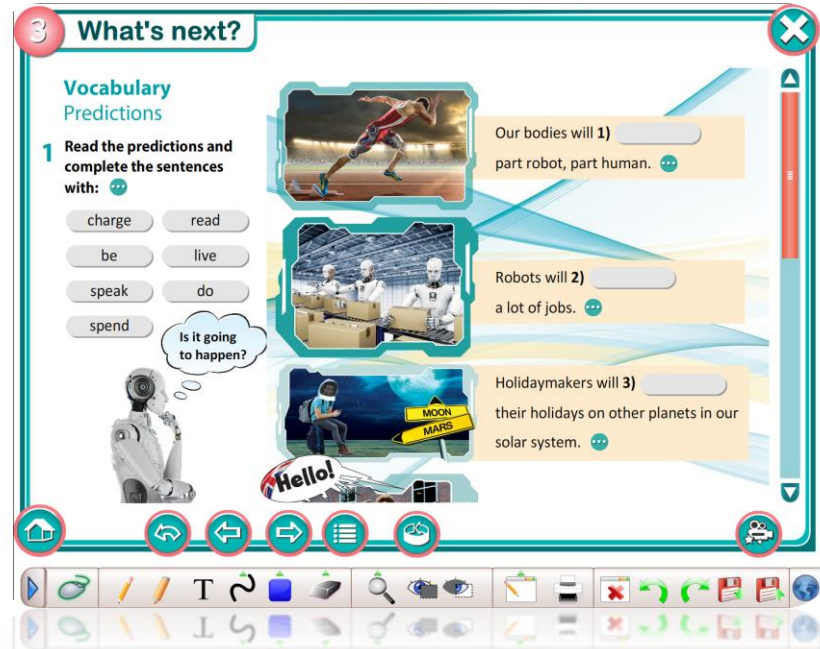 3 What's next?
Vocabulary
Predictions
1 Read the predictions and
complete the sentences
with:
charge read
be live
speak do
spend
Is it going
to happen?
Our bodies will 1)
part robot, part human.
Robots will 2)
a lot of jobs.
MOON
MARS
Holidaymakers will 3)
their holidays on other planets in our
solar system.
Hello!
T